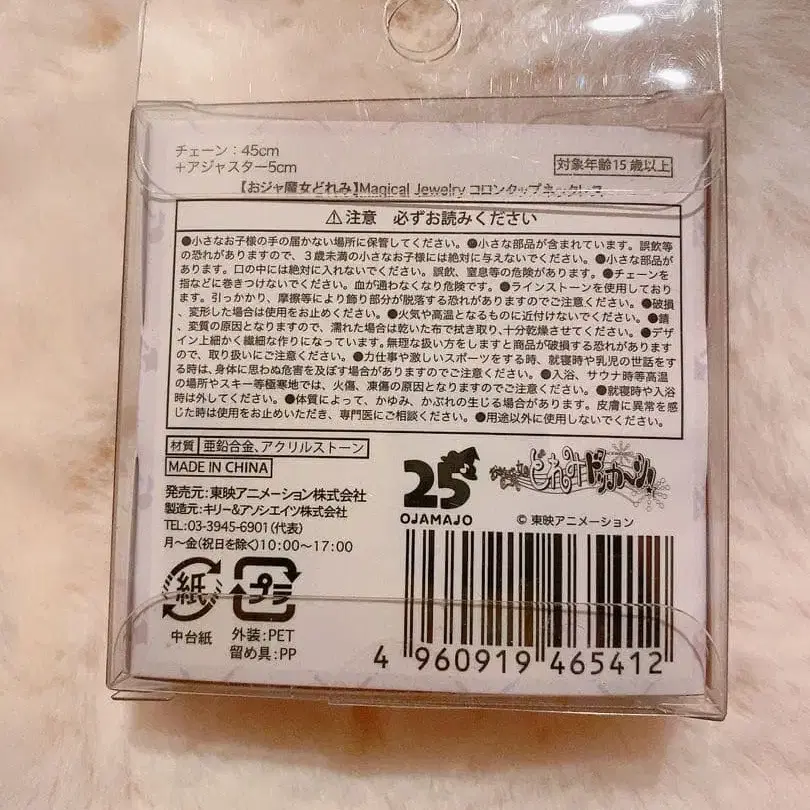 チェーン：45cm
+アジャスター5cm
対象年齢15歳以上
【おジャ魔女どれみ】Magical Jewelry コロンタップネックレス
⚠注意 必ずお読みください
●小さなお子様の手の届かない場所に保管してください。●小さな部品が含まれています。誤飲等
の恐れがありますので、３歳未満の小さなお子様には絶対に与えないでください。●小さな部品が
あります。口の中には絶対に入れないでください。誤飲、窒息等の危険があります。●チェーンを
指などに巻きつけないでください。血が通わなくなり危険です。●ラインストーンを使用しており
ます。引っかかり、摩擦等により飾り部分が脱落する恐れがありますのでご注意ください。●破損
、変形した場合は使用をお止めください。●火気や高温となるものに近付けないでください。●錆
、変質の原因となりますので、濡れた場合は乾いた布で拭き取り、十分乾燥させてください。●デザ
イン上細かく繊細な作りになっています。無理な扱い方をしますと商品が破損する恐れがあります
ので、取り扱いにご注意ください。●力仕事や激しいスポーツをする時、就寝時や乳児の世話をす
る時は、身体に思わぬ危害を及ぼす場合がありますのでご注意ください。●入浴、サウナ時等高温
の場所やスキー等極寒地では、火傷、凍傷の原因となりますのでご注意ください。●就寝時や入浴
時は外してください。●体質によって、かゆみ、かぶれの生じる場合があります。皮膚に異常を感
じた時は使用をお止めいただき、専門医にご相談ください。●用途以外に使用しないでください。
材質 亜鉛合金、アクリルストーン
MADE IN CHINA
発売元：東映アニメーション株式会社
製造元：キリー&アソシエイツ株式会社
TEL:03-3945-6901（代表）
月～金(祝日を除く)10:00～17:00
25
OJAMAJO
おジャ魔女どれみドッカ～ン!
© 東映アニメーション
紙
中台紙
プラ
外装：PET
留め具：PP
4 960919 465412